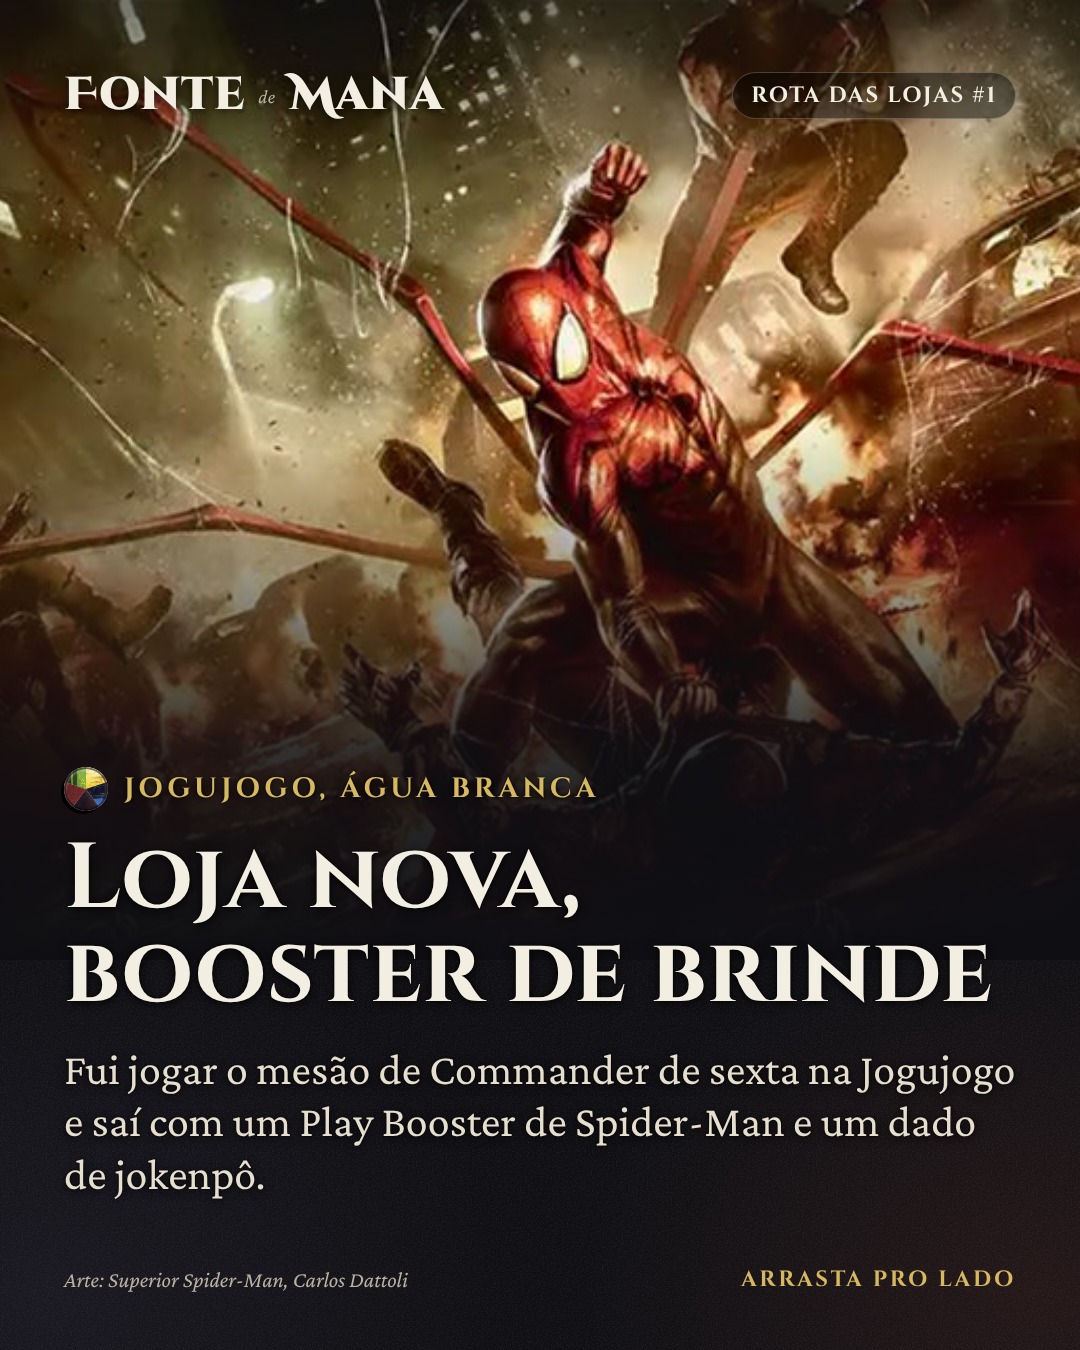 Fonte de Mana
ROTA DAS LOJAS #1
JOGUJOGO, ÁGUA BRANCA
Loja nova,
booster de brinde
Fui jogar o mesão de Commander de sexta na Jogujogo
e saí com um Play Booster de Spider-Man e um dado
de jokenpô.
Arte: Superior Spider-Man, Carlos Dattoli
ARRASTA PRO LADO